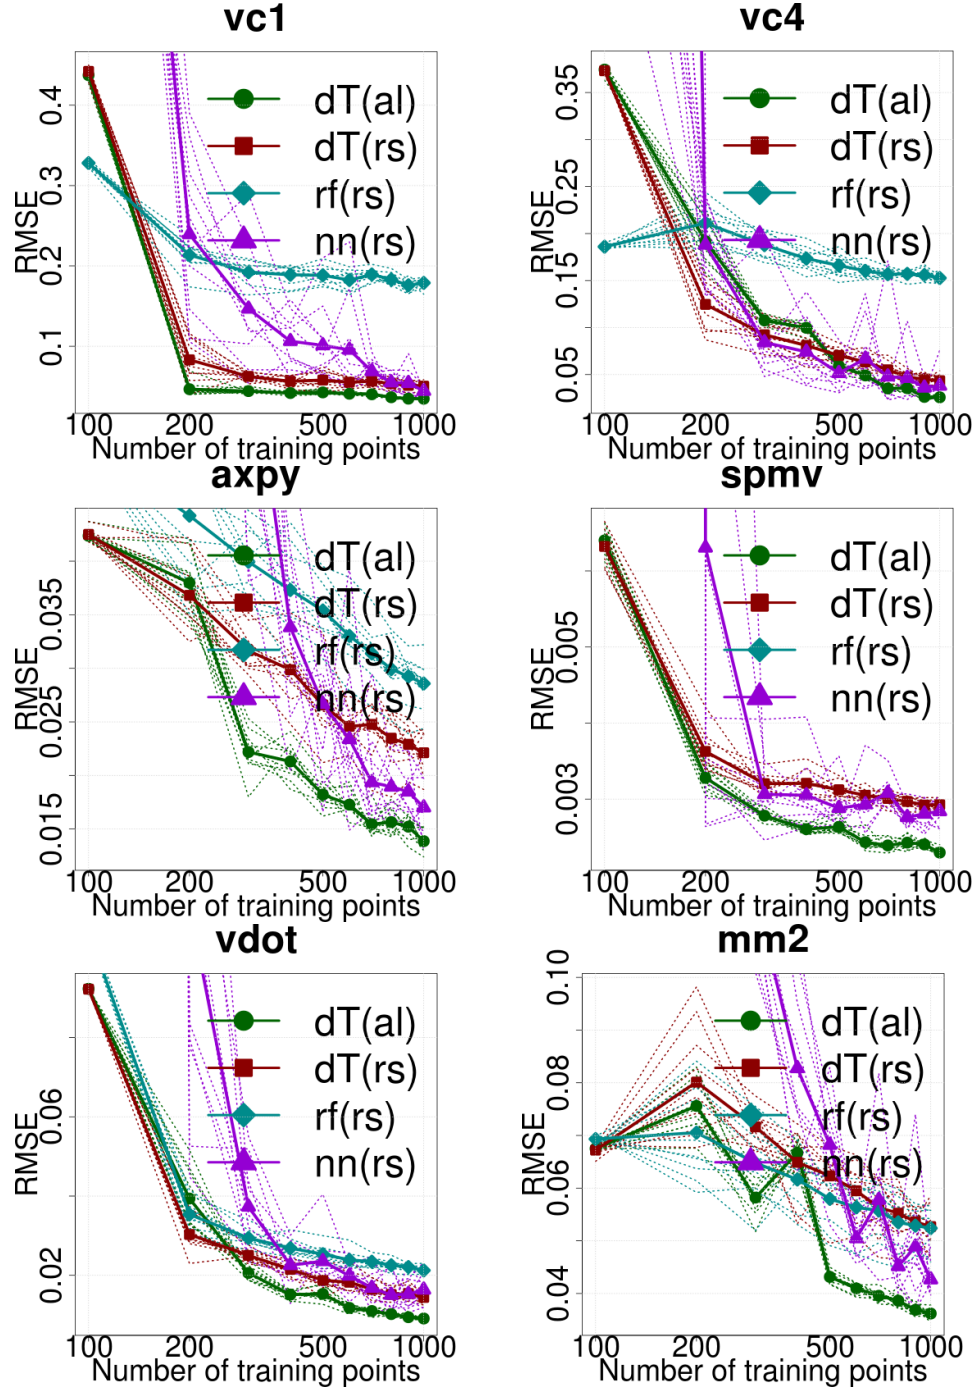 vc1
RMSE
0.4
0.3
0.2
0.1
dT(al)
dT(rs)
rf(rs)
nn(rs)
100 200 500 1000
Number of training points
vc4
RMSE
0.35
0.25
0.15
0.05
dT(al)
dT(rs)
rf(rs)
nn(rs)
100 200 500 1000
Number of training points
axpy
RMSE
0.035
0.025
0.015
dT(al)
dT(rs)
rf(rs)
nn(rs)
100 200 500 1000
Number of training points
spmv
RMSE
0.005
0.003
dT(al)
dT(rs)
rf(rs)
nn(rs)
100 200 500 1000
Number of training points
vdot
RMSE
0.06
0.02
dT(al)
dT(rs)
rf(rs)
nn(rs)
100 200 500 1000
Number of training points
mm2
RMSE
0.10
0.08
0.06
0.04
dT(al)
dT(rs)
rf(rs)
nn(rs)
100 200 500 1000
Number of training points